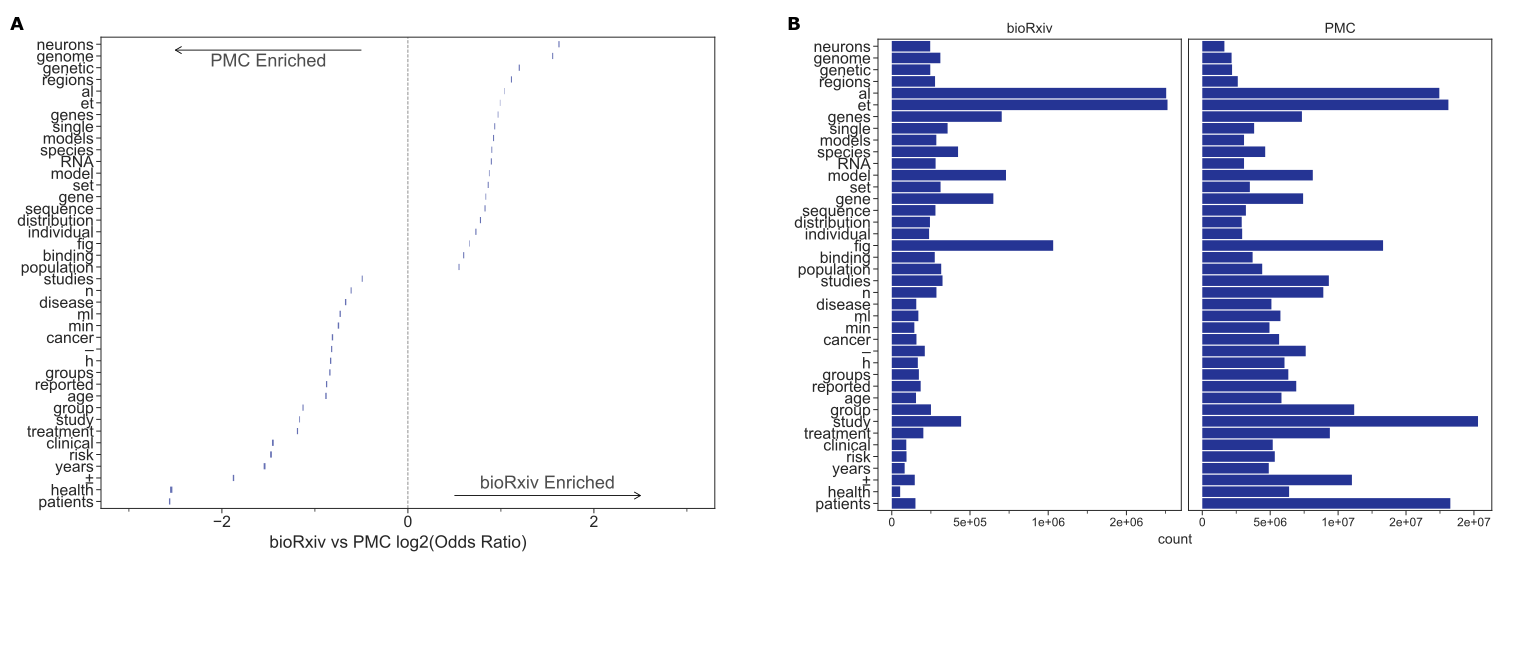 A
neurons
genome
genetic
regions
al
et
genes
single
models
species
RNA
model
set
gene
sequence
distribution
individual
fig
binding
population
studies
n
disease
ml
min
cancer
–
h
groups
reported
age
group
study
treatment
clinical
risk
years
±
health
patients
PMC Enriched
bioRxiv Enriched
−2 0 2
bioRxiv vs PMC log2(Odds Ratio)
B
bioRxiv PMC
neurons
genome
genetic
regions
al
et
genes
single
models
species
RNA
model
set
gene
sequence
distribution
individual
fig
binding
population
studies
n
disease
ml
min
cancer
–
h
groups
reported
age
group
study
treatment
clinical
risk
years
±
health
patients
0 5e+05 1e+06 2e+06 0 5e+06 1e+07 2e+07 2e+07
count